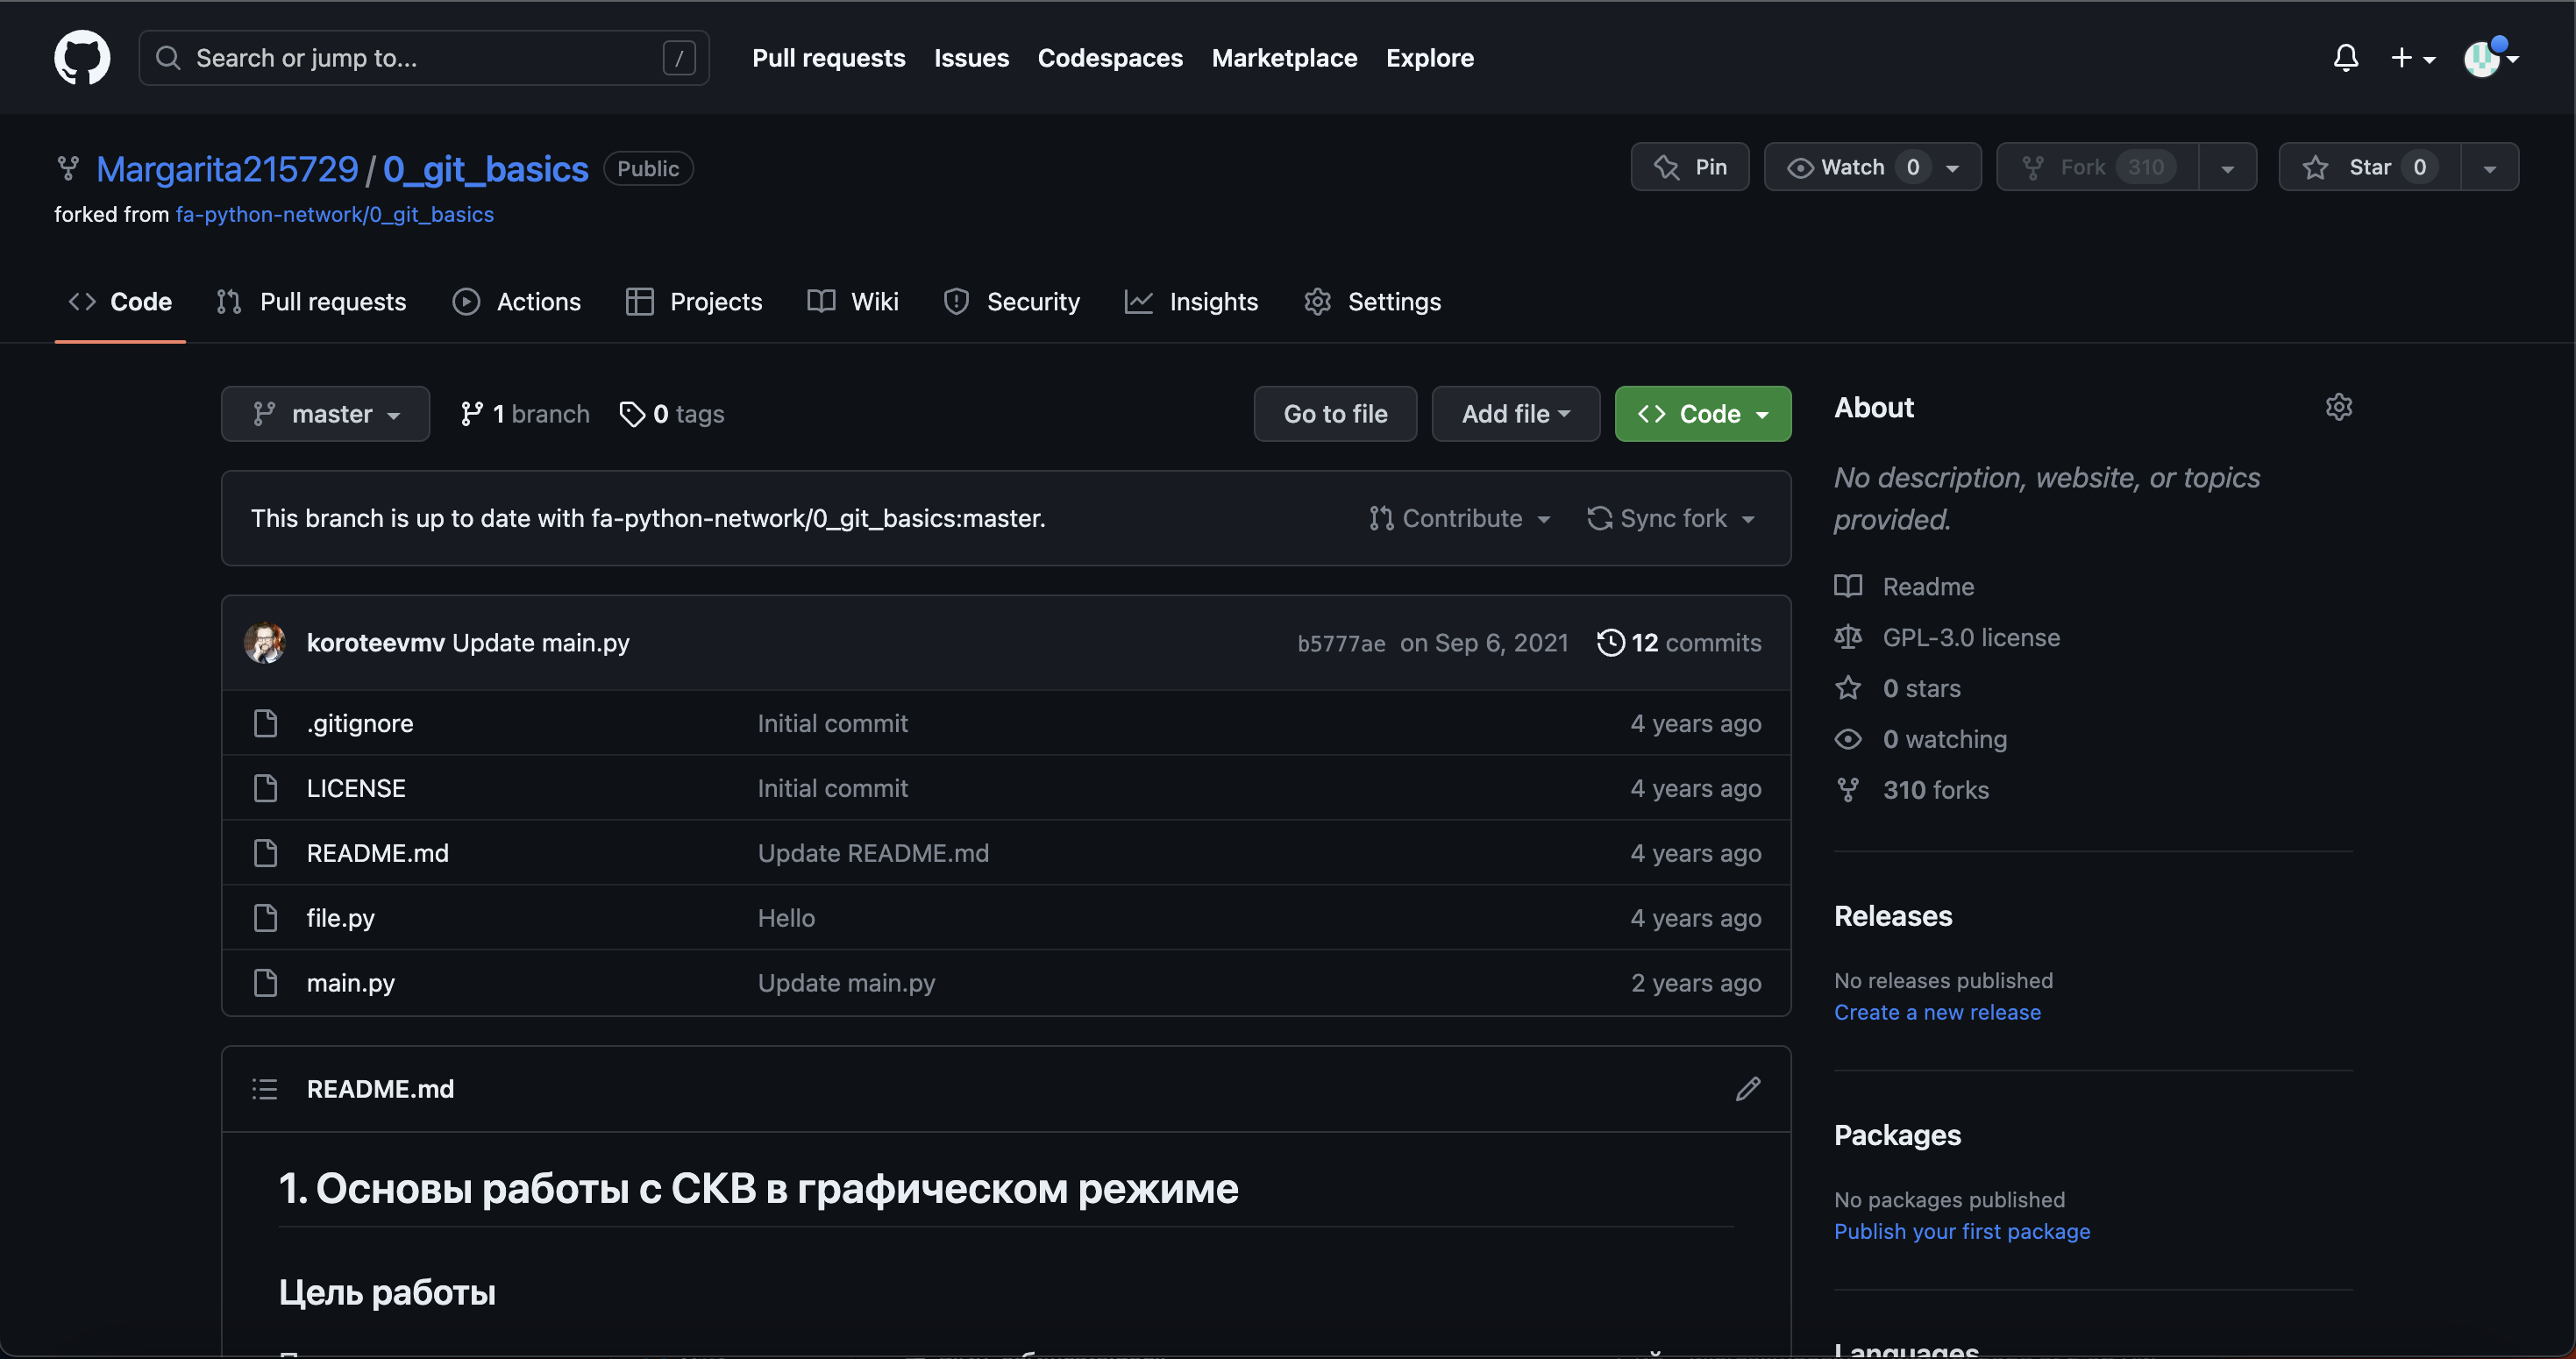 Search or jump to...
/
Pull requests
Issues
Codespaces
Marketplace
Explore
Margarita215729 / 0_git_basics
Public
Pin
Watch 0
Fork 310
Star 0
forked from fa-python-network/0_git_basics
Code
Pull requests
Actions
Projects
Wiki
Security
Insights
Settings
master
1 branch
0 tags
Go to file
Add file
Code
This branch is up to date with fa-python-network/0_git_basics:master.
Contribute
Sync fork
koroteevmv Update main.py
b5777ae on Sep 6, 2021
12 commits
.gitignore Initial commit 4 years ago
LICENSE Initial commit 4 years ago
README.md Update README.md 4 years ago
file.py Hello 4 years ago
main.py Update main.py 2 years ago
README.md
1. Основы работы с СКВ в графическом режиме
Цель работы
About
No description, website, or topics
provided.
Readme
GPL-3.0 license
0 stars
0 watching
310 forks
Releases
No releases published
Create a new release
Packages
No packages published
Publish your first package
Languages